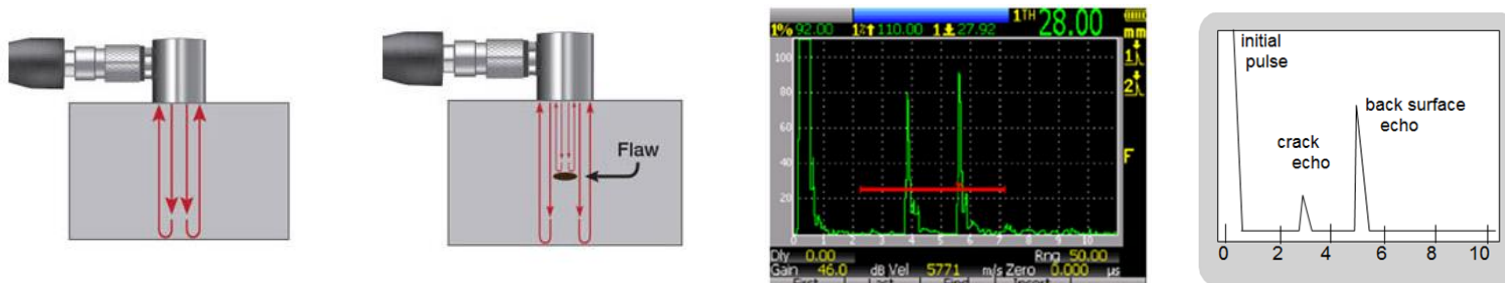 Flaw
1TH 28.00
1% 92.00 110.00 27.92 mm
100
80
60
40
20
1
2
F
0 1 2 3 4 5 6 7 8 9
Dly 0.00 Rng 50.00
Gain 46.0 dB Vel 5771 m/s Zero 0.000 µs
initial
pulse
crack
echo
back surface
echo
0 2 4 6 8 10